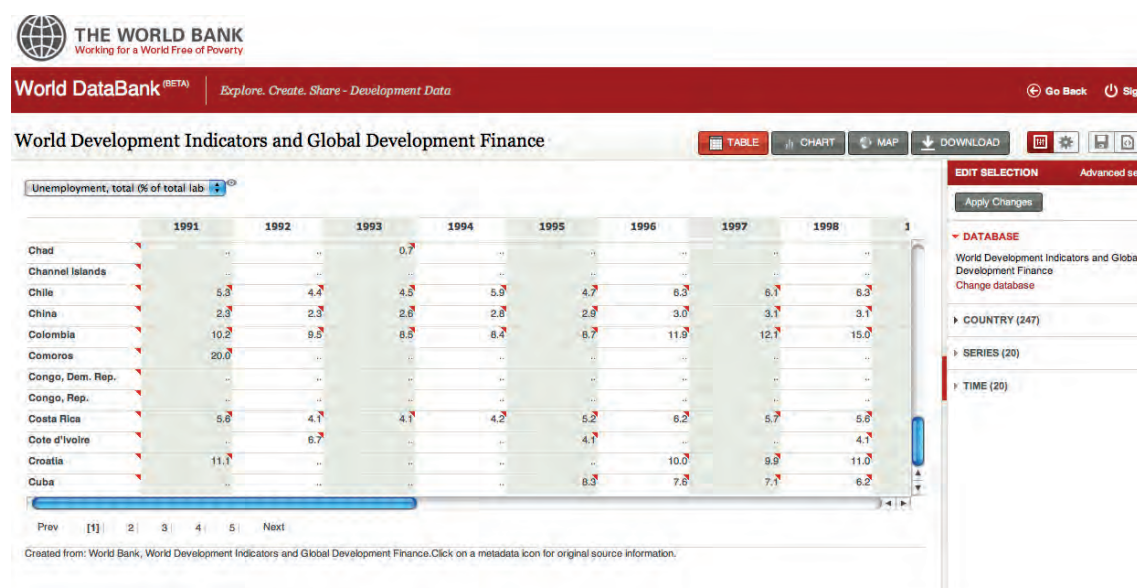 THE WORLD BANK
Working for a World Free of Poverty
World DataBank (BETA) Explore. Create. Share - Development Data Go Back Sig
World Development Indicators and Global Development Finance TABLE CHART MAP DOWNLOAD
EDIT SELECTION Advanced se
Unemployment, total (% of total lab
Apply Changes
1991 1992 1993 1994 1995 1996 1997 1998 1
DATABASE
World Development Indicators and Globa
Development Finance
Change database
COUNTRY (247)
SERIES (20)
TIME (20)
Chad .. .. 0.7 .. .. .. .. ..
Channel Islands .. .. .. .. .. .. .. ..
Chile 5.3 4.4 4.5 5.9 4.7 6.3 6.1 6.3
China 2.3 2.3 2.6 2.8 2.9 3.0 3.1 3.1
Colombia 10.2 9.5 8.5 8.4 8.7 11.9 12.1 15.0
Comoros 20.0 .. .. .. .. .. .. ..
Congo, Dem. Rep. .. .. .. .. .. .. .. ..
Congo, Rep. .. .. .. .. .. .. .. ..
Costa Rica 5.6 4.1 4.1 4.2 5.2 6.2 5.7 5.6
Cote d'Ivoire .. 6.7 .. .. 4.1 .. .. 4.1
Croatia 11.1 .. .. .. .. 10.0 9.9 11.0
Cuba .. .. .. .. 8.3 7.6 7.1 6.2
Prev [1] 2 3 4 5 Next
Created from: World Bank, World Development Indicators and Global Development Finance.Click on a metadata icon for original source information.